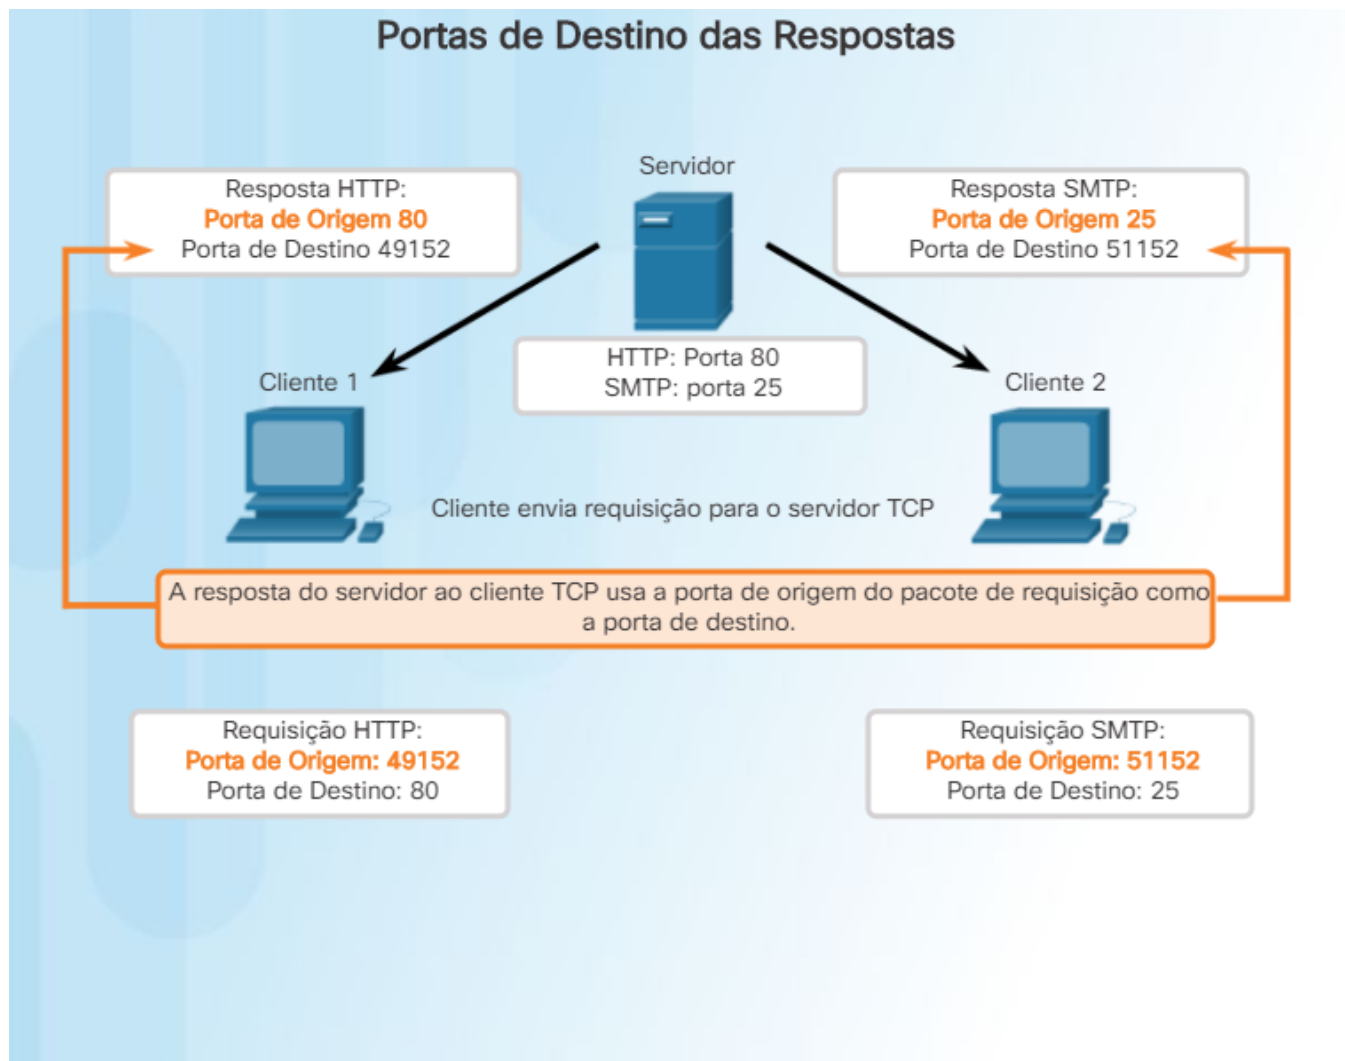 Portas de Destino das Respostas
Servidor
Resposta HTTP:
Porta de Origem 80
Porta de Destino 49152
Resposta SMTP:
Porta de Origem 25
Porta de Destino 51152
HTTP: Porta 80
SMTP: porta 25
Cliente 1
Cliente 2
Cliente envia requisição para o servidor TCP
A resposta do servidor ao cliente TCP usa a porta de origem do pacote de requisição como
a porta de destino.
Requisição HTTP:
Porta de Origem: 49152
Porta de Destino: 80
Requisição SMTP:
Porta de Origem: 51152
Porta de Destino: 25